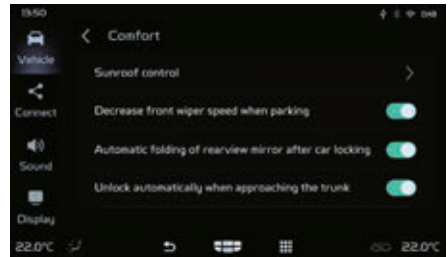 13:50
DAB
Comfort
Vehicle
Sunroof control
Connect
Decrease front wiper speed when parking
Automatic folding of rearview mirror after car locking
Sound
Unlock automatically when approaching the trunk
Display
22.0°C
22.0°C